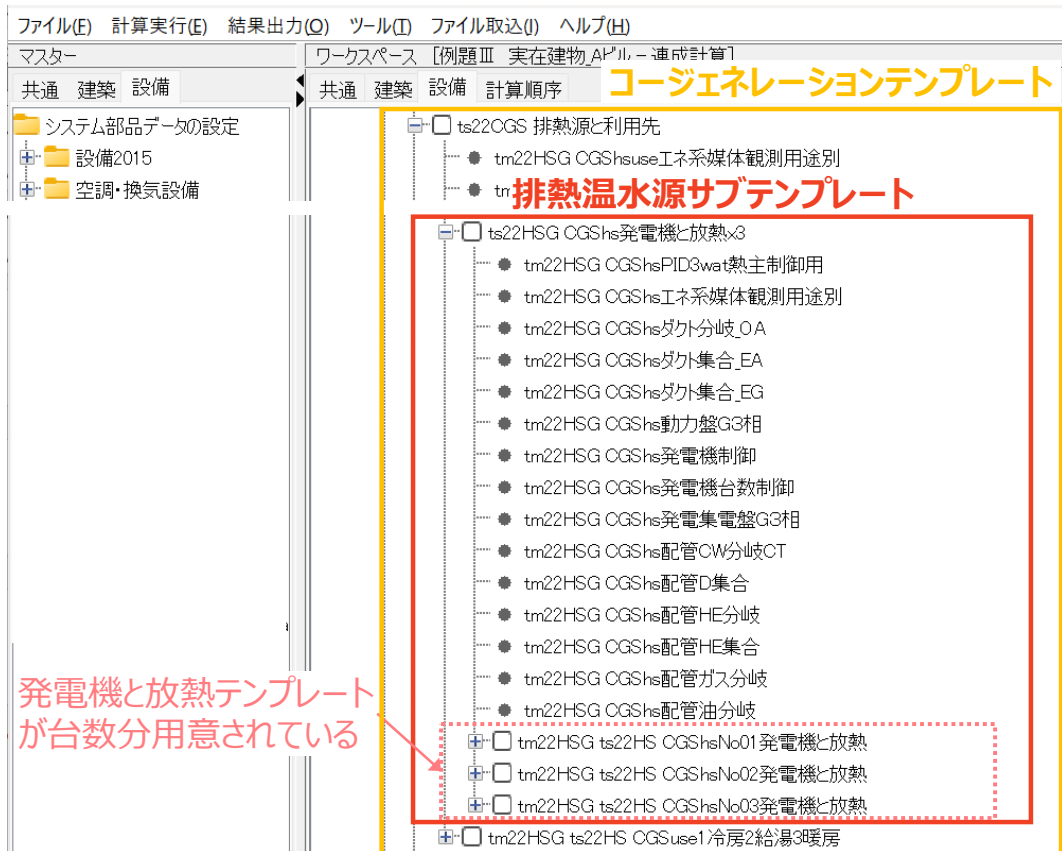 ファイル(F) 計算実行(E) 結果出力(O) ツール(T) ファイル取込(I) ヘルプ(H)
マスター
ワークスペース [例題Ⅲ 実在建物_Aビル – 連成計算]
共通 建築 設備
共通 建築 設備 計算順序
コージェネレーションテンプレート
システム部品データの設定
設備2015
空調・換気設備
ts22CGS 排熱源と利用先
tm22HSG CGShsuseエネ系媒体観測用途別
排熱温水源サブテンプレート
ts22HSG CGShs発電機と放熱x3
tm22HSG CGShsPID3wat熱主制御用
tm22HSG CGShsエネ系媒体観測用途別
tm22HSG CGShsダクト分岐_OA
tm22HSG CGShsダクト集合_EA
tm22HSG CGShsダクト集合_EG
tm22HSG CGShs動力盤G3相
tm22HSG CGShs発電機制御
tm22HSG CGShs発電機台数制御
tm22HSG CGShs発電集電盤G3相
tm22HSG CGShs配管CW分岐CT
tm22HSG CGShs配管D集合
tm22HSG CGShs配管HE分岐
tm22HSG CGShs配管HE集合
tm22HSG CGShs配管ガス分岐
tm22HSG CGShs配管油分岐
tm22HSG ts22HS CGShsNo01発電機と放熱
tm22HSG ts22HS CGShsNo02発電機と放熱
tm22HSG ts22HS CGShsNo03発電機と放熱
tm22HSG ts22HS CGSuse1冷房2給湯3暖房
発電機と放熱テンプレート
が台数分用意されている